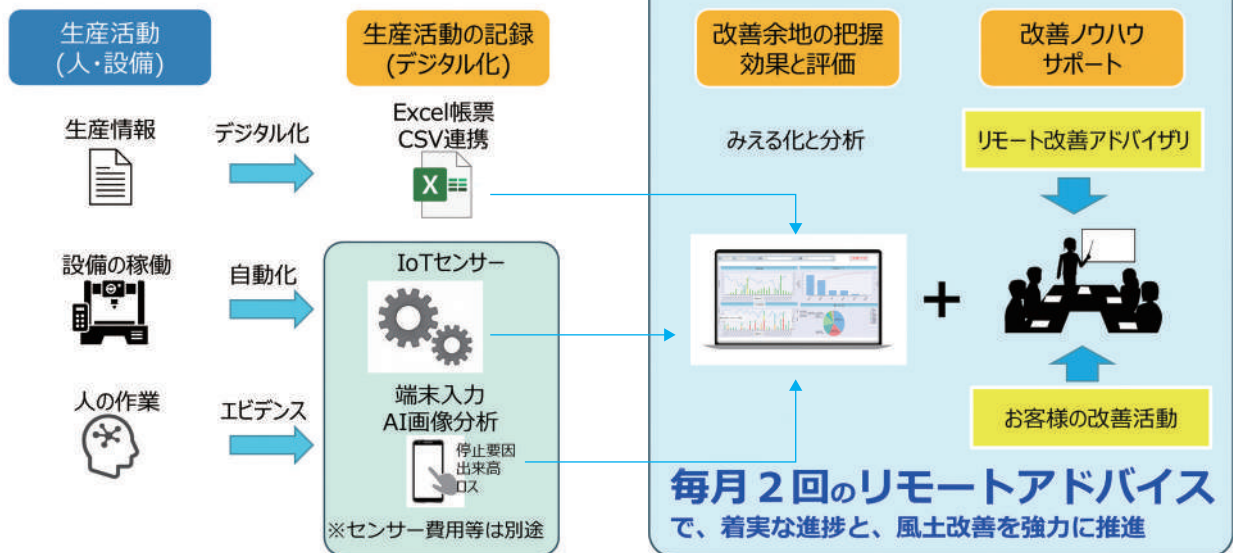 生産活動
(人・設備)
生産活動の記録
(デジタル化)
改善余地の把握
効果と評価
改善ノウハウ
サポート
生産情報
デジタル化
Excel帳票
CSV連携
X
みえる化と分析
リモート改善アドバイザリ
設備の稼働
自動化
IoTセンサー
+
人の作業
エビデンス
端末入力
AI画像分析
停止要因
出来高
ロス
※センサー費用等は別途
お客様の改善活動
毎月２回のリモートアドバイス
で、着実な進捗と、風土改善を強力に推進